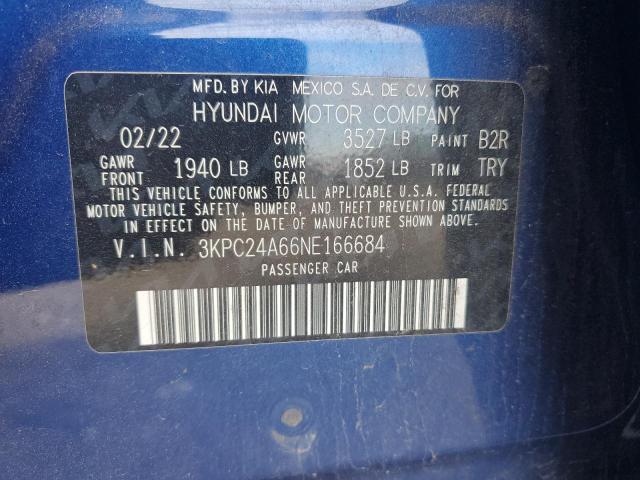 MFD. BY KIA MEXICO S.A. DE C.V. FOR
HYUNDAI MOTOR COMPANY
02/22 GVWR 3527 LB PAINT B2R
GAWR FRONT 1940 LB GAWR REAR 1852 LB TRIM TRY
THIS VEHICLE CONFORMS TO ALL APPLICABLE U.S.A. FEDERAL
MOTOR VEHICLE SAFETY, BUMPER, AND THEFT PREVENTION STANDARDS
IN EFFECT ON THE DATE OF MANUFACTURE SHOWN ABOVE.
V.I.N. 3KPC24A66NE166684
PASSENGER CAR